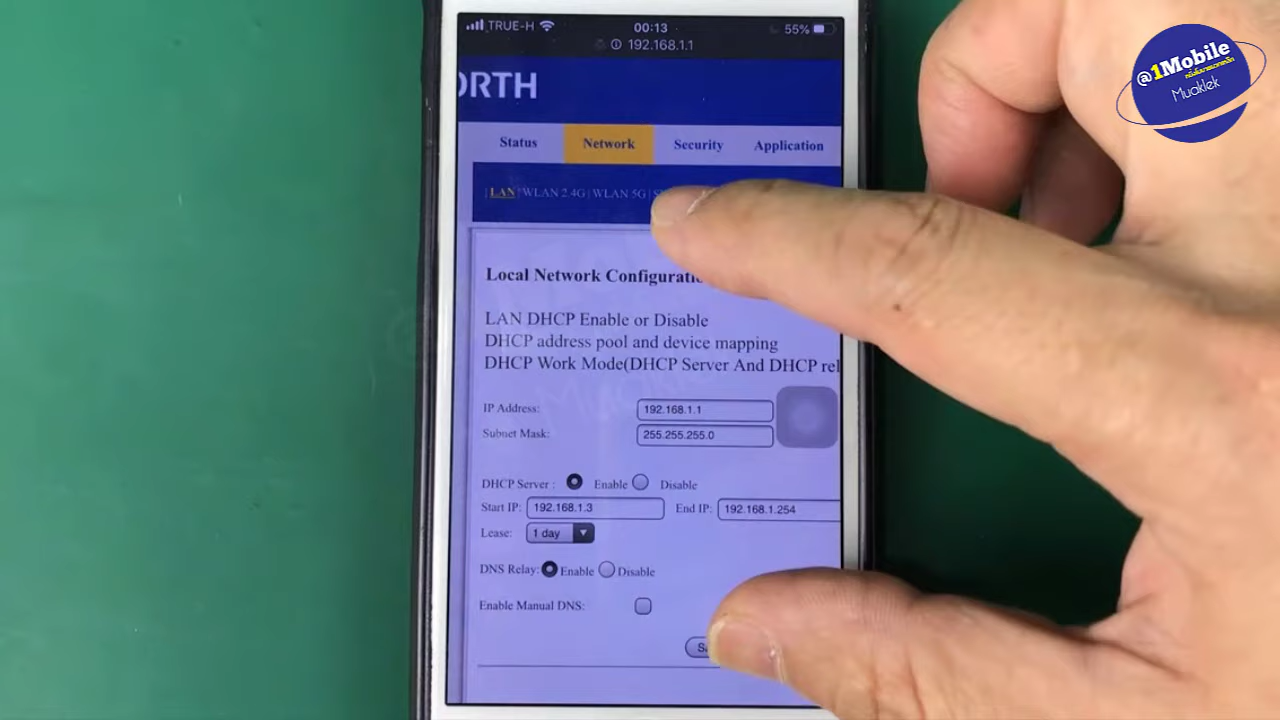 TRUE-H 00:13 55%
192.168.1.1
ORTH
Status Network Security Application
| LAN | WLAN 2.4G | WLAN 5G |
Local Network Configuratio
LAN DHCP Enable or Disable
DHCP address pool and device mapping
DHCP Work Mode(DHCP Server And DHCP rel
IP Address: 192.168.1.1
Subnet Mask: 255.255.255.0
DHCP Server : Enable Disable
Start IP: 192.168.1.3 End IP: 192.168.1.254
Lease: 1 day
DNS Relay: Enable Disable
Enable Manual DNS:
@1Mobile
Muaklek